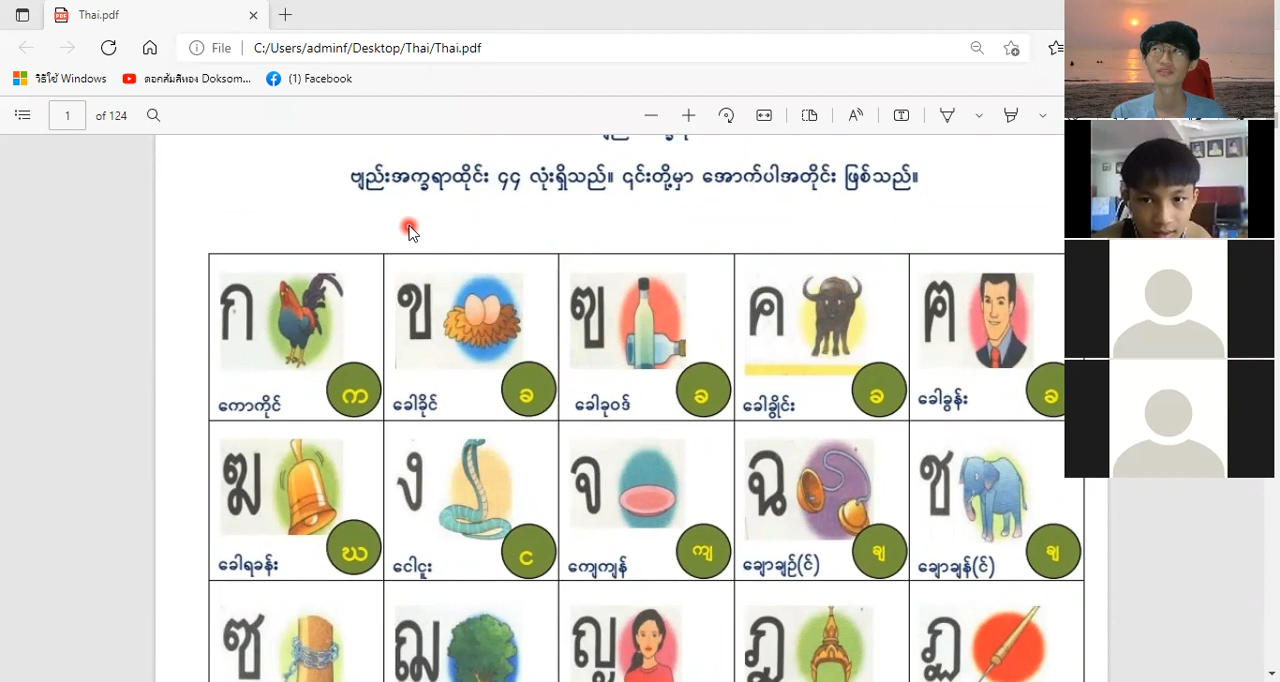 Thai.pdf
File
C:/Users/adminf/Desktop/Thai/Thai.pdf
วิธีใช้ Windows
ดอกส้มสีทอง Doksom...
(1) Facebook
1 of 124
ဗျည်းအက္ခရာထိုင်း ၄၄ လုံးရှိသည်။ ၎င်းတို့မှာ အောက်ပါအတိုင်း ဖြစ်သည်။
ก ข ฃ ค ฅ
က ခ ခ ခ ခ
ကောကိုင် ခေါ်ခိုင် ခေါ်ခုဝဒ် ခေါ်ခွိုင်း ခေါ်ခွန်း
ฆ ง จ ฉ ช
ဃ င ကျ ချ ချ
ခေါ်ရခန်း ငေါငူး ကျေကျန် ချောချဉ်(င်) ချောချန်(င်)
ซ ฌ ญ ฎ ฏ